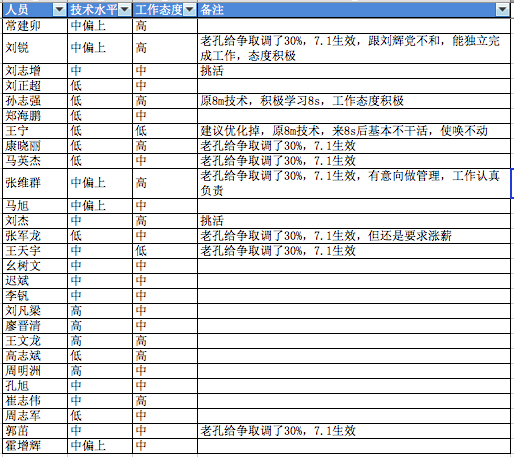 人员 技术水平 工作态度 备注
常建卯 中偏上 高
刘锐 中偏上 高 老孔给争取调了30%，7.1生效，跟刘辉党不和，能独立完
成工作，态度积极
刘志增 中 中 挑活
刘正超 低 中
孙志强 低 高 原8m技术，积极学习8s，工作态度积极
郑海鹏 低 中
王宁 低 低 建议优化掉，原8m技术，来8s后基本不干活，使唤不动
康晓丽 低 高 老孔给争取调了30%，7.1生效
马英杰 低 中 老孔给争取调了30%，7.1生效
张维群 中偏上 高 老孔给争取调了30%，7.1生效，有意向做管理，工作认真
负责
马旭 中偏上 中
刘杰 中 高 挑活
张军龙 低 中 老孔给争取调了30%，7.1生效，但还是要求涨薪
王天宇 中 低 老孔给争取调了30%，7.1生效
幺树文 中 中
迟斌 中 中
李钒 中 中
刘凡梁 高 中
廖晋清 高 中
王文龙 高 高
高志斌 低 高
周明洲 高 中
孔旭 中 中
崔志伟 中 高
周志军 低 中
郭茁 中 中 老孔给争取调了30%，7.1生效
霍增辉 中偏上 中